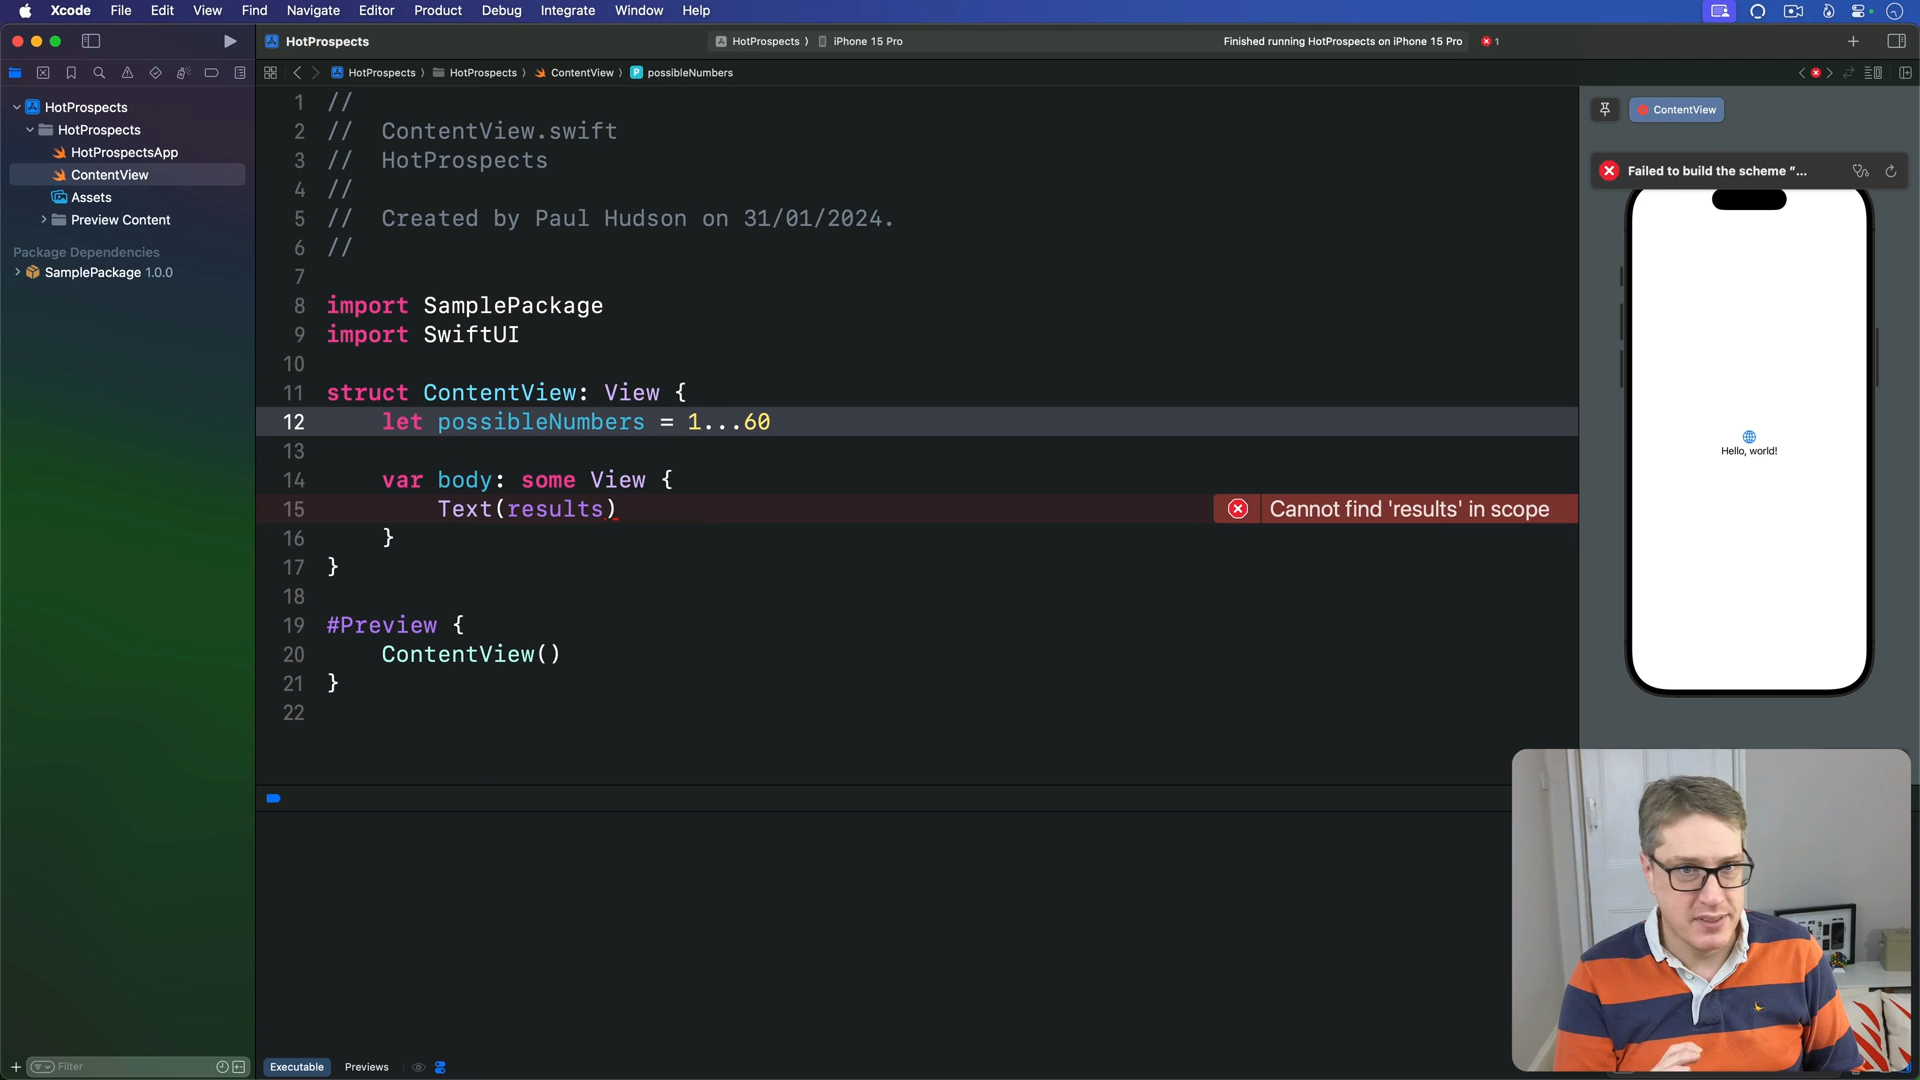 Xcode File Edit View Find Navigate Editor Product Debug Integrate Window Help
HotProspects
HotProspects 〉 iPhone 15 Pro
Finished running HotProspects on iPhone 15 Pro
1
HotProspects 〉 HotProspects 〉 ContentView 〉 P possibleNumbers
HotProspects
HotProspects
HotProspectsApp
ContentView
Assets
Preview Content
Package Dependencies
SamplePackage 1.0.0
Filter
1 //
2 //  ContentView.swift
3 //  HotProspects
4 //
5 //  Created by Paul Hudson on 31/01/2024.
6 //
7
8 import SamplePackage
9 import SwiftUI
10
11 struct ContentView: View {
12     let possibleNumbers = 1...60
13
14     var body: some View {
15         Text(results)
Cannot find 'results' in scope
16     }
17 }
18
19 #Preview {
20     ContentView()
21 }
22
Executable Previews
ContentView
Failed to build the scheme "...
Hello, world!